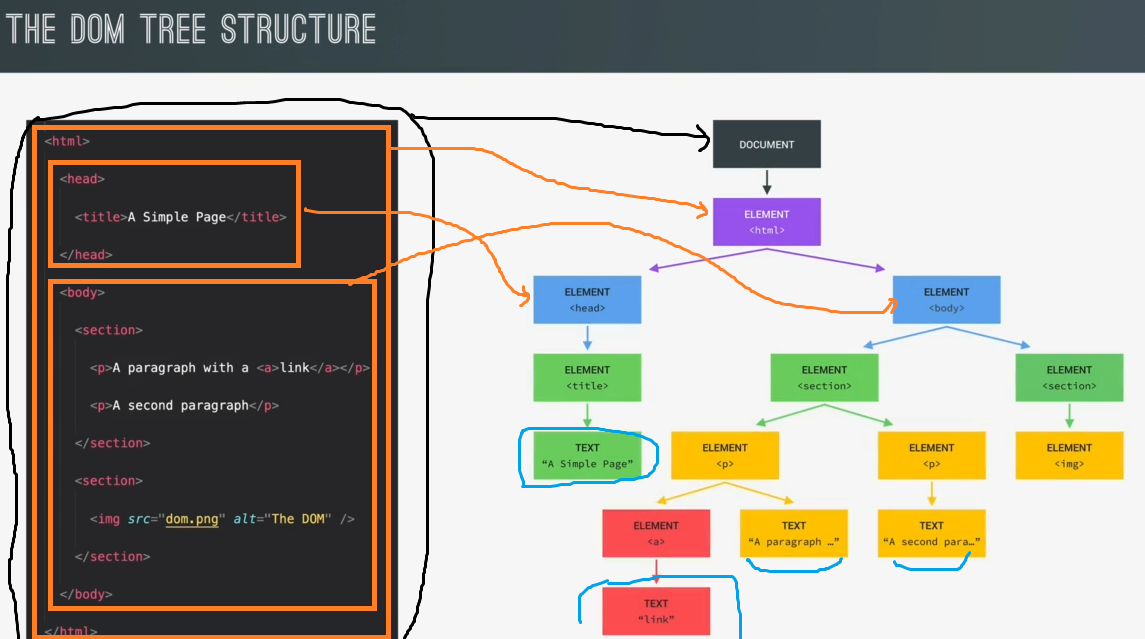 THE DOM TREE STRUCTURE
<html>
<head>
<title>A Simple Page</title>
</head>
<body>
<section>
<p>A paragraph with a <a>link</a></p>
<p>A second paragraph</p>
</section>
<section>
<img src="dom.png" alt="The DOM" />
</section>
</body>
</html>
DOCUMENT
ELEMENT
<html>
ELEMENT
<head>
ELEMENT
<body>
ELEMENT
<title>
ELEMENT
<section>
ELEMENT
<section>
TEXT
“A Simple Page”
ELEMENT
<p>
ELEMENT
<p>
ELEMENT
<img>
ELEMENT
<a>
TEXT
“A paragraph …”
TEXT
“A second para…”
TEXT
“link”